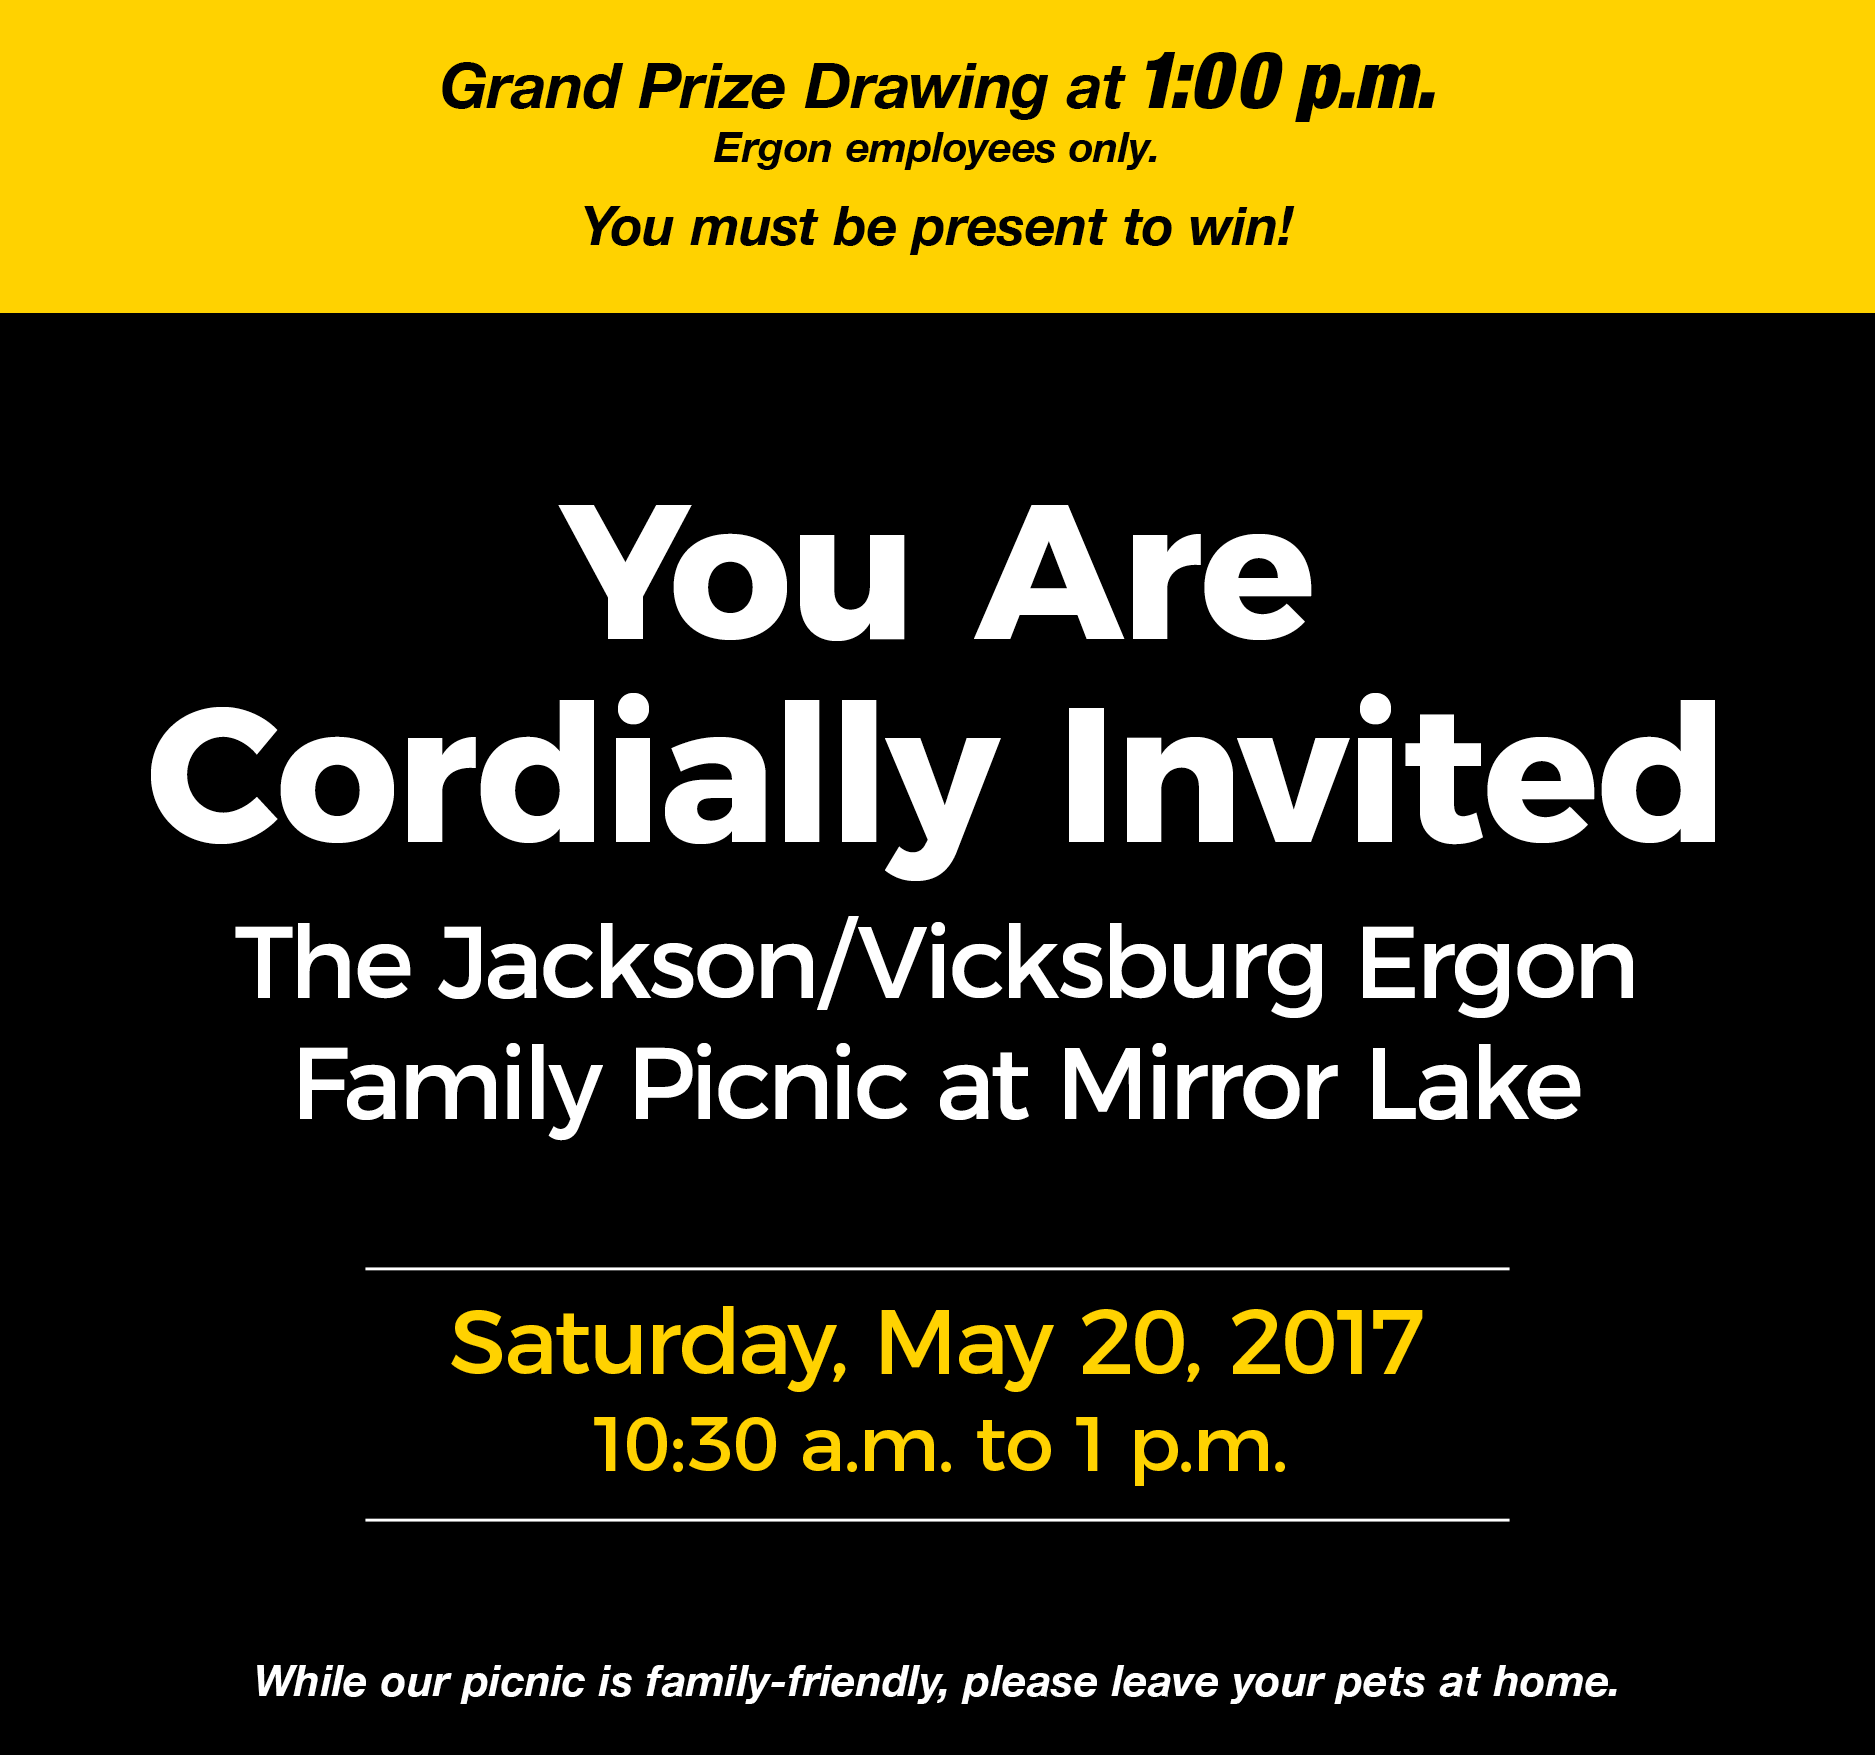 Grand Prize Drawing at 1:00 p.m.
Ergon employees only.
You must be present to win!
You Are
Cordially Invited
The Jackson/Vicksburg Ergon
Family Picnic at Mirror Lake
Saturday, May 20, 2017
10:30 a.m. to 1 p.m.
While our picnic is family-friendly, please leave your pets at home.